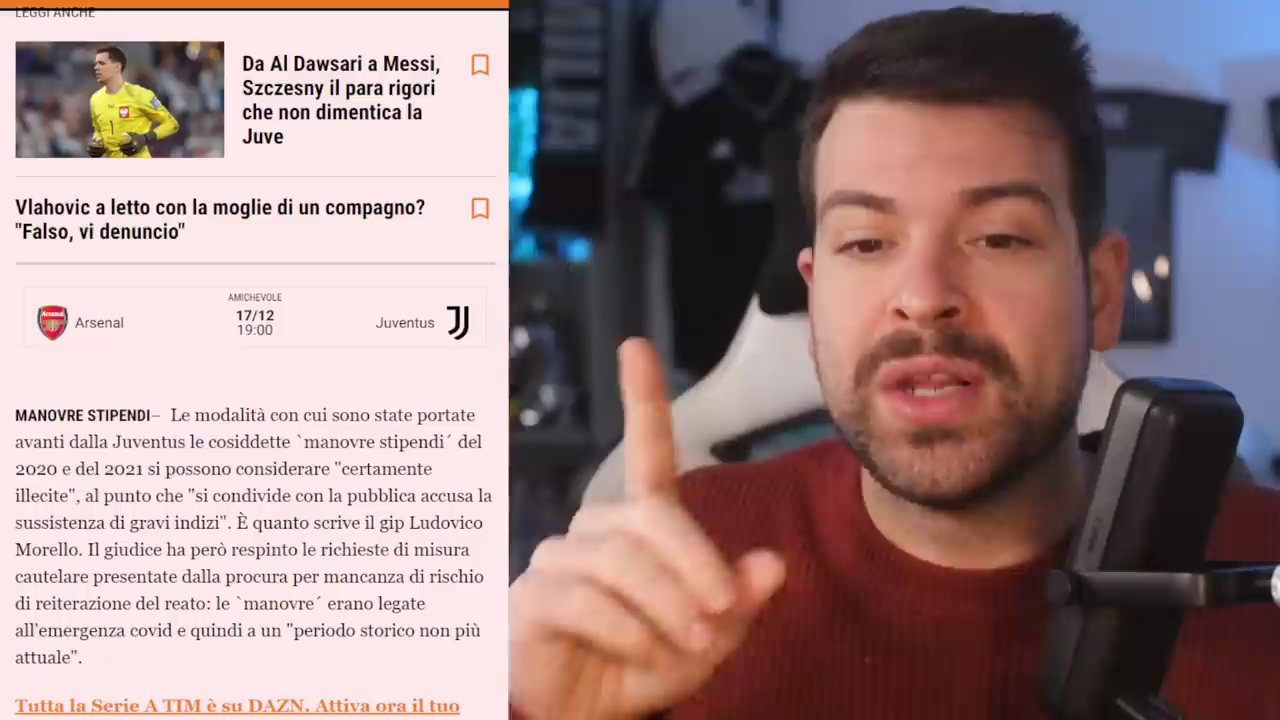 LEGGI ANCHE
Da Al Dawsari a Messi,
Szczesny il para rigori
che non dimentica la
Juve
Vlahovic a letto con la moglie di un compagno?
"Falso, vi denuncio"
AMICHEVOLE
Arsenal
17/12
19:00
Juventus
MANOVRE STIPENDI– Le modalità con cui sono state portate
avanti dalla Juventus le cosiddette `manovre stipendi´ del
2020 e del 2021 si possono considerare "certamente
illecite", al punto che "si condivide con la pubblica accusa la
sussistenza di gravi indizi". È quanto scrive il gip Ludovico
Morello. Il giudice ha però respinto le richieste di misura
cautelare presentate dalla procura per mancanza di rischio
di reiterazione del reato: le `manovre´ erano legate
all'emergenza covid e quindi a un "periodo storico non più
attuale".
Tutta la Serie A TIM è su DAZN. Attiva ora il tuo